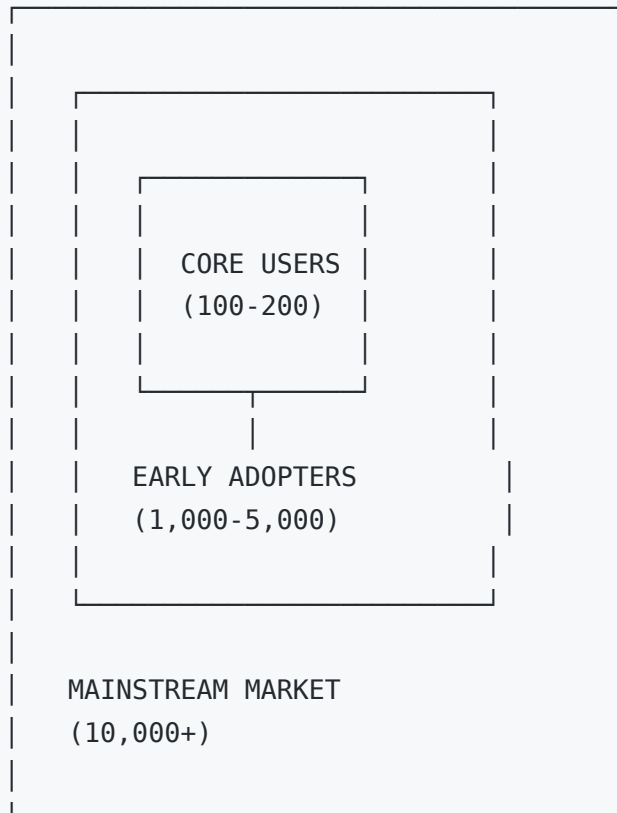 CORE USERS
(100-200)
EARLY ADOPTERS
(1,000-5,000)
MAINSTREAM MARKET
(10,000+)